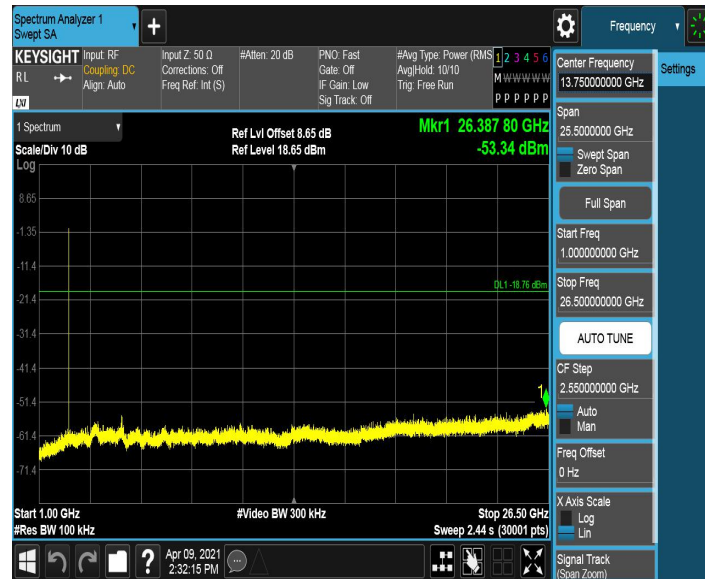 Spectrum Analyzer 1
Swept SA
+
Frequency
KEYSIGHT
RL
LXI
Input: RF
Coupling: DC
Align: Auto
Input Z: 50 Ω
Corrections: Off
Freq Ref: Int (S)
#Atten: 20 dB
PNO: Fast
Gate: Off
IF Gain: Low
Sig Track: Off
#Avg Type: Power (RMS
Avg|Hold: 10/10
Trig: Free Run
1 2 3 4 5 6
M W W W W W
P P P P P P
1 Spectrum
Scale/Div 10 dB
Log
Ref Lvl Offset 8.65 dB
Ref Level 18.65 dBm
Mkr1 26.387 80 GHz
-53.34 dBm
8.65
-1.35
-11.4
-21.4
-31.4
-41.4
-51.4
-61.4
-71.4
DL1 -18.76 dBm
1
Start 1.00 GHz
#Res BW 100 kHz
#Video BW 300 kHz
Stop 26.50 GHz
Sweep 2.44 s (30001 pts)
?
Apr 09, 2021
2:32:15 PM
Center Frequency
13.750000000 GHz
Settings
Span
25.5000000 GHz
Swept Span
Zero Span
Full Span
Start Freq
1.000000000 GHz
Stop Freq
26.500000000 GHz
AUTO TUNE
CF Step
2.550000000 GHz
Auto
Man
Freq Offset
0 Hz
X Axis Scale
Log
Lin
Signal Track
(Span Zoom)